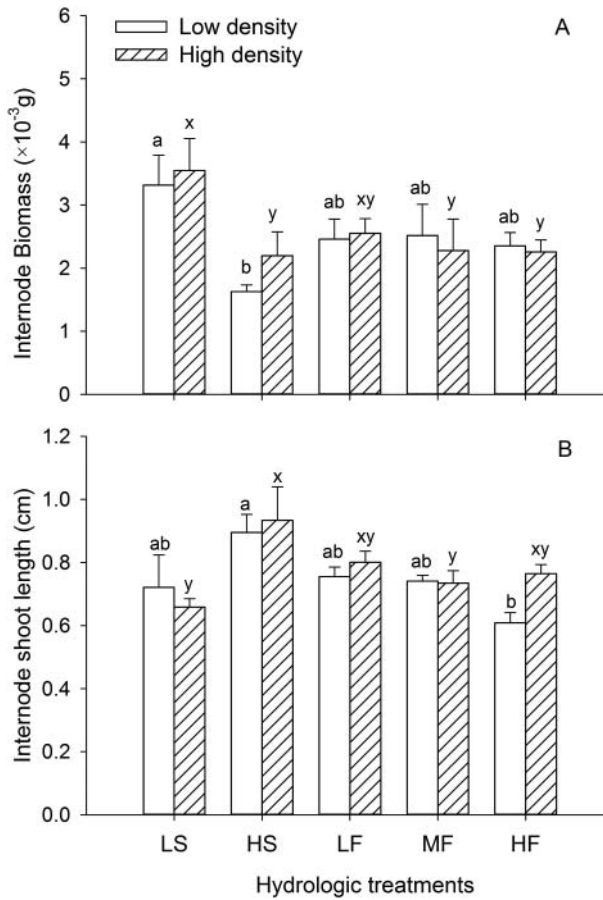 A
Low density
High density
Internode Biomass (×10⁻³g)
6
5
4
3
2
1
0
a
x
b
y
ab
xy
ab
y
ab
y
B
Internode shoot length (cm)
1.2
1.0
0.8
0.6
0.4
0.2
0.0
ab
y
a
x
ab
xy
ab
y
b
xy
LS HS LF MF HF
Hydrologic treatments